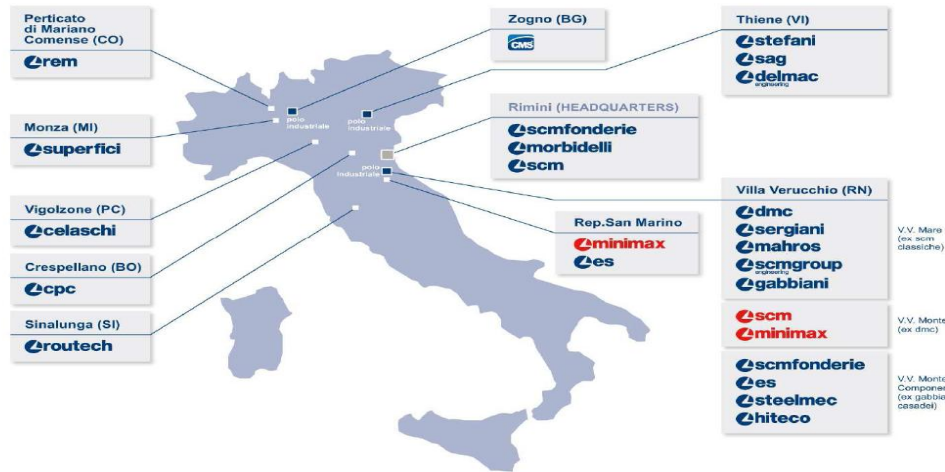 Perticato
di Mariano
Comense (CO)
rem
Monza (MI)
superfici
Vigolzone (PC)
celaschi
Crespellano (BO)
cpc
Sinalunga (SI)
routech
Zogno (BG)
CMS
polo
industriale
polo
industriale
polo
industriale
Thiene (VI)
stefani
sag
delmac
engineering
Rimini (HEADQUARTERS)
scmfonderie
morbidelli
scm
Rep.San Marino
minimax
es
Villa Verucchio (RN)
dmc
sergiani
mahros
scmgroup
engineering
gabbiani
V.V. Mare
(ex scm
classiche)
scm
minimax
V.V. Monte
(ex dmc)
scmfonderie
es
steelmec
hiteco
V.V. Monte
(ex gabbia
casadei)